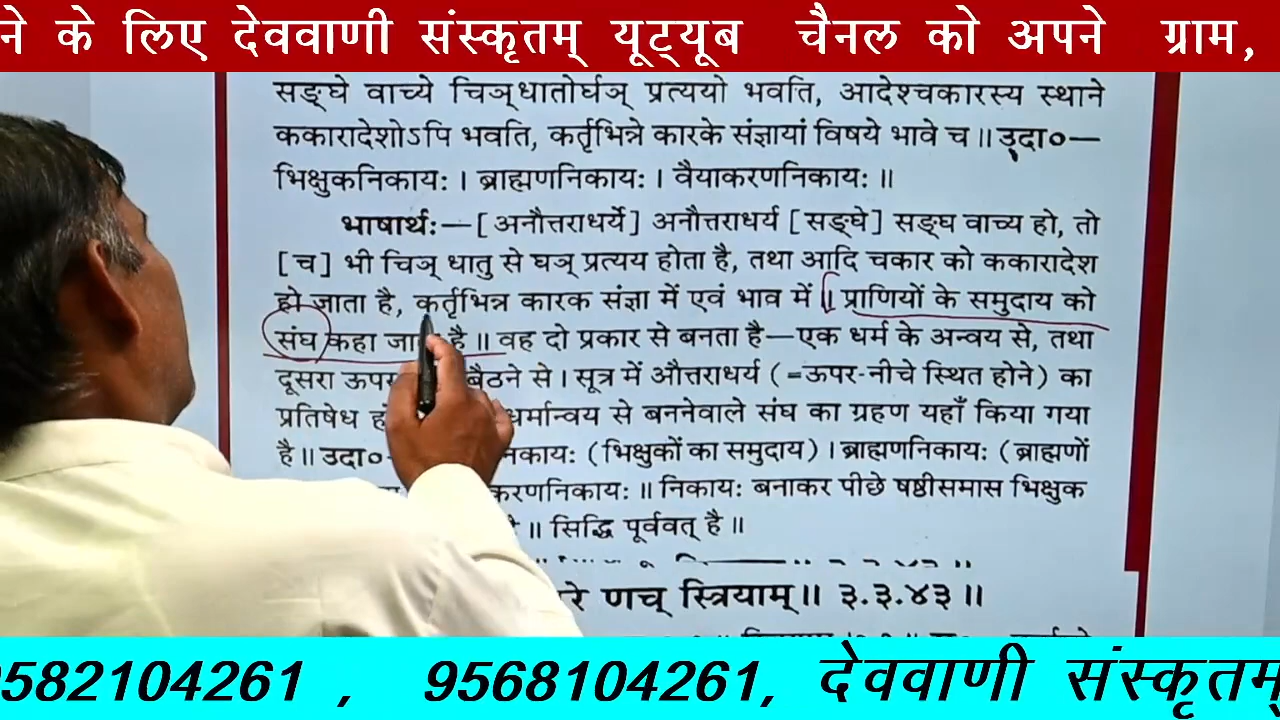 ने के लिए देववाणी संस्कृतम् यूट्यूब चैनल को अपने ग्राम,
सङ्घे वाच्ये चिञ्धातोर्घञ् प्रत्ययो भवति, आदेश्चकारस्य स्थाने
ककारादेशोऽपि भवति, कर्तृभिन्ने कारके संज्ञायां विषये भावे च॥ उदा०—
भिक्षुकनिकायः। ब्राह्मणनिकायः। वैयाकरणनिकायः॥
भाषार्थः—[अनौत्तराधर्ये] अनौत्तराधर्य [सङ्घे] सङ्घ वाच्य हो, तो
[च] भी चिञ् धातु से घञ् प्रत्यय होता है, तथा आदि चकार को ककारादेश
हो जाता है, कर्तृभिन्न कारक संज्ञा में एवं भाव में॥ प्राणियों के समुदाय को
संघ कहा जा है॥ वह दो प्रकार से बनता है—एक धर्म के अन्वय से, तथा
दूसरा ऊपर बैठने से। सूत्र में औत्तराधर्य (=ऊपर-नीचे स्थित होने) का
प्रतिषेध ह धर्मान्वय से बननेवाले संघ का ग्रहण यहाँ किया गया
है॥ उदा०— निकायः (भिक्षुकों का समुदाय)। ब्राह्मणनिकायः (ब्राह्मणों
करणनिकायः॥ निकायः बनाकर पीछे षष्ठीसमास भिक्षुक
॥ सिद्धि पूर्ववत् है॥
रे णच् स्त्रियाम्॥ ३.३.४३॥
9582104261 , 9568104261, देववाणी संस्कृतम्